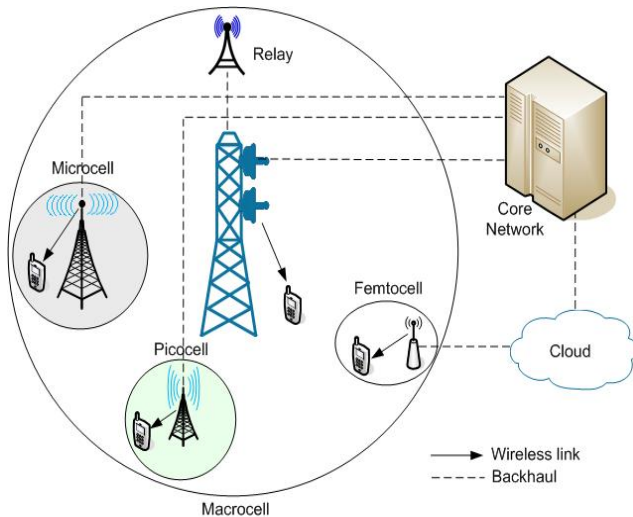 Relay
Microcell
Core
Network
Femtocell
Picocell
Cloud
Wireless link
Backhaul
Macrocell